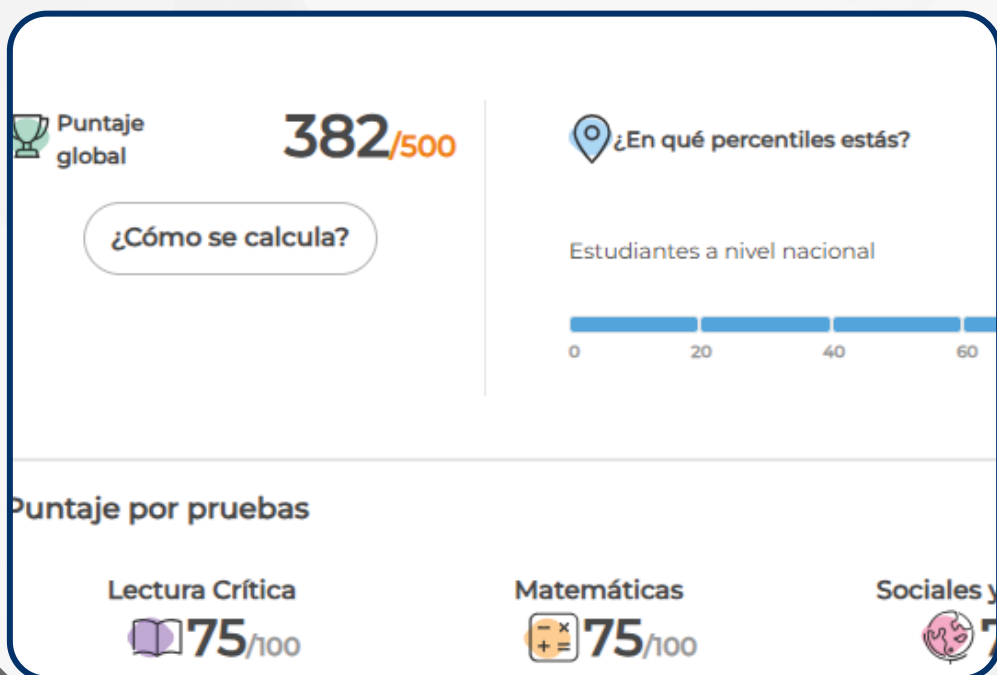 Puntaje global
382/500
¿Cómo se calcula?
¿En qué percentiles estás?
Estudiantes a nivel nacional
0 20 40 60
Puntaje por pruebas
Lectura Crítica
75/100
Matemáticas
75/100
Sociales y